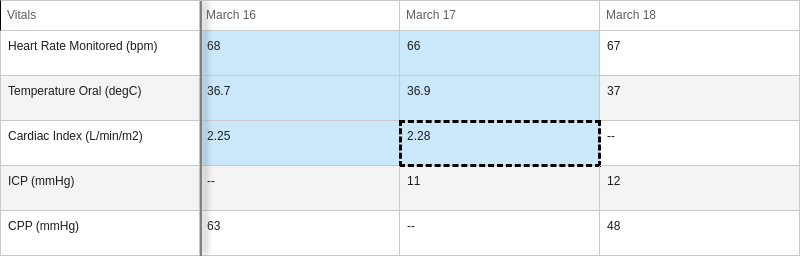 Vitals March 16 March 17 March 18
Heart Rate Monitored (bpm) 68 66 67
Temperature Oral (degC) 36.7 36.9 37
Cardiac Index (L/min/m2) 2.25 2.28 --
ICP (mmHg) -- 11 12
CPP (mmHg) 63 -- 48